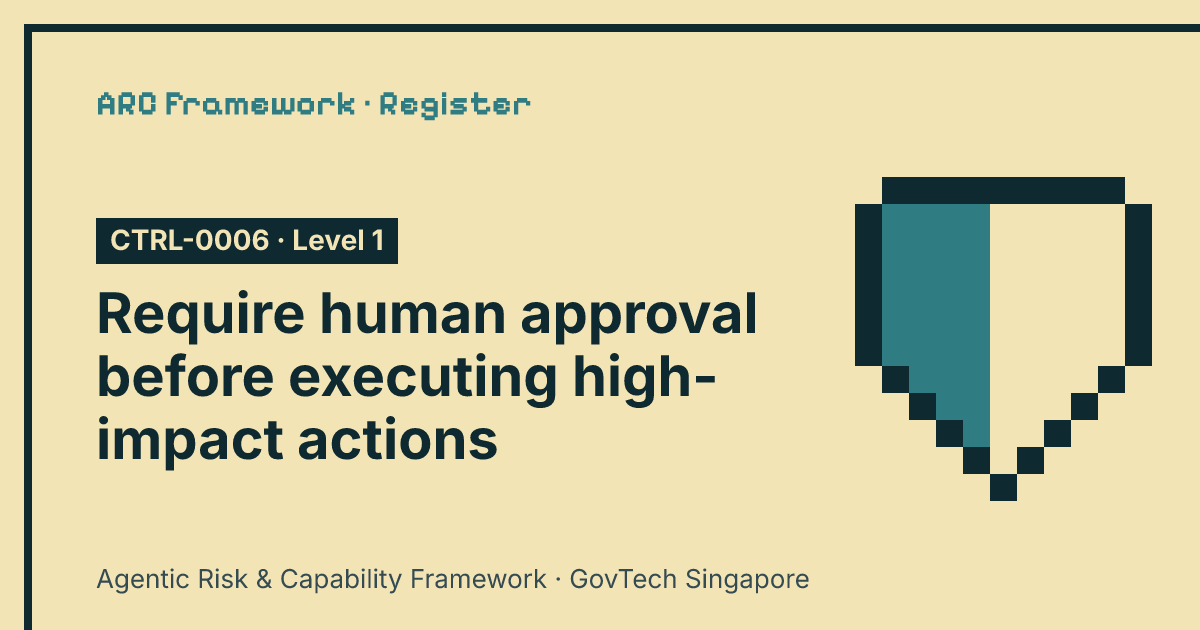 ARC Framework · Register
CTRL-0006 · Level 1
Require human approval
before executing high-
impact actions
Agentic Risk & Capability Framework · GovTech Singapore